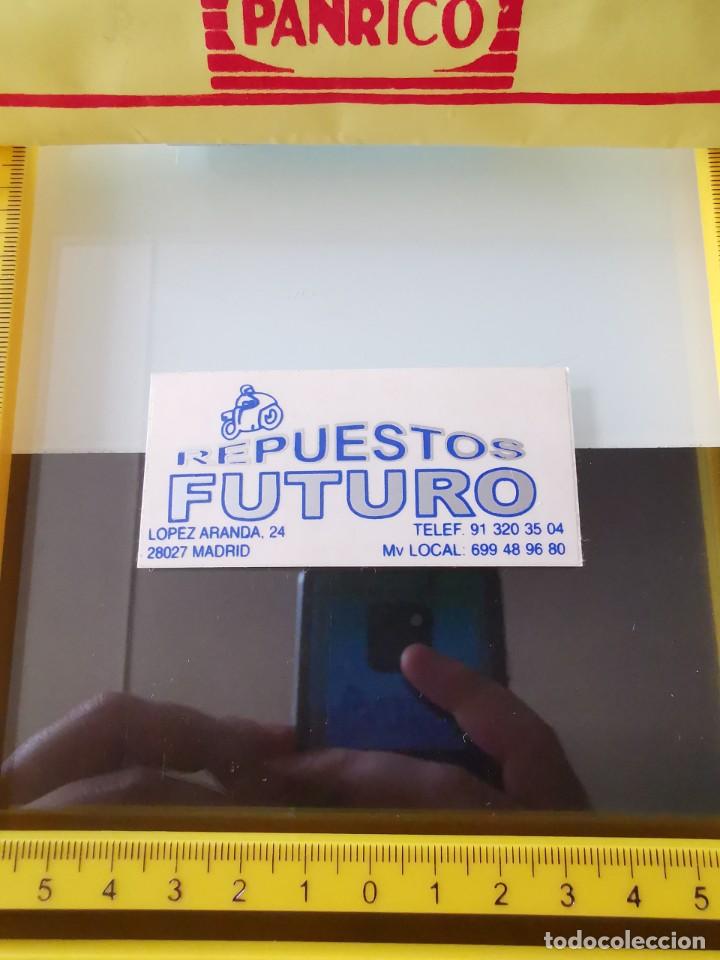 PANRICO
REPUESTOS
FUTURO
LOPEZ ARANDA, 24
28027 MADRID
TELEF. 91 320 35 04
Mv LOCAL: 699 48 96 80
5 4 3 2 1 0 1 2 3 4 5
todocoleccion